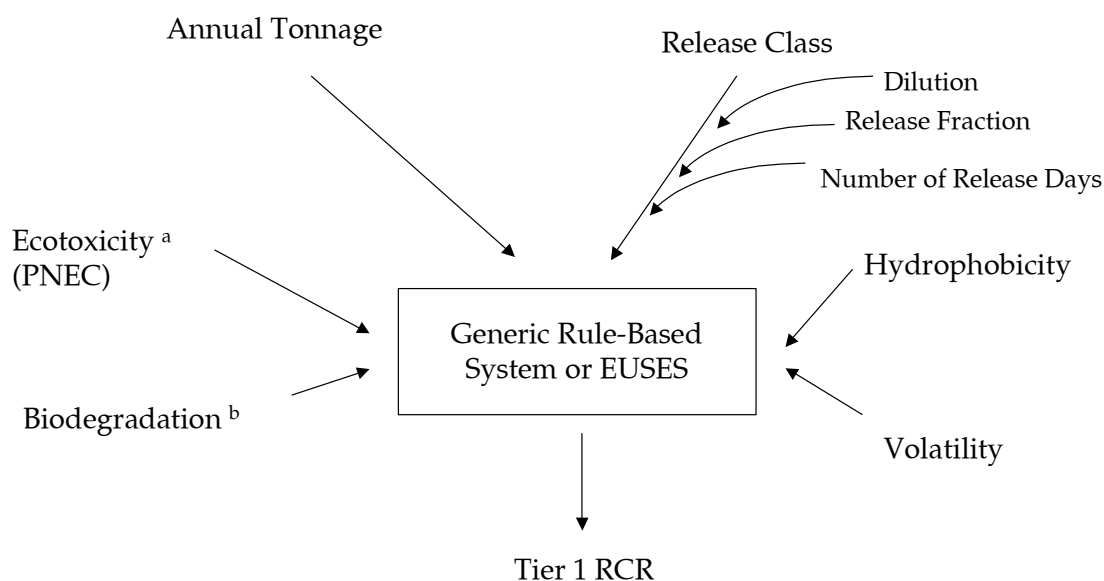 Annual Tonnage
Release Class
Dilution
Release Fraction
Number of Release Days
Ecotoxicity ᵃ
(PNEC)
Hydrophobicity
Generic Rule-Based
System or EUSES
Biodegradation ᵇ
Volatility
Tier 1 RCR